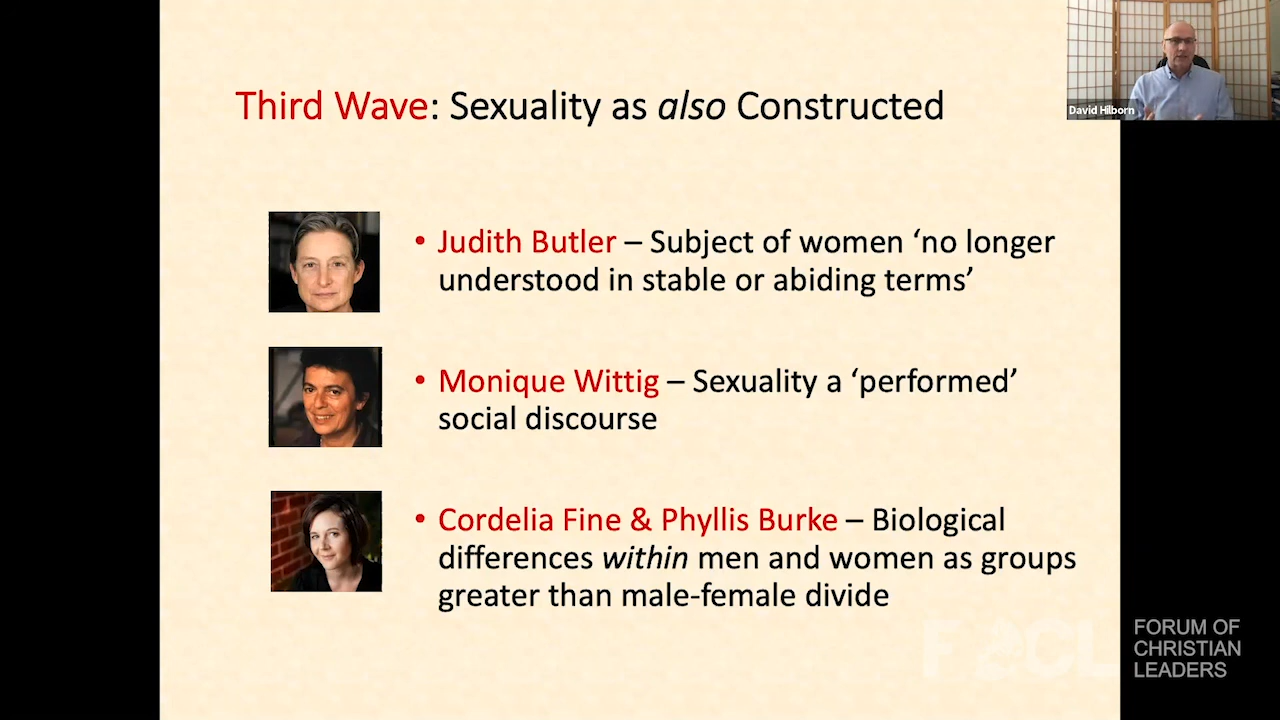 Third Wave: Sexuality as also Constructed
David Hilborn
• Judith Butler – Subject of women ‘no longer
understood in stable or abiding terms’
• Monique Wittig – Sexuality a ‘performed’
social discourse
• Cordelia Fine & Phyllis Burke – Biological
differences within men and women as groups
greater than male-female divide
FOCL
FORUM OF
CHRISTIAN
LEADERS